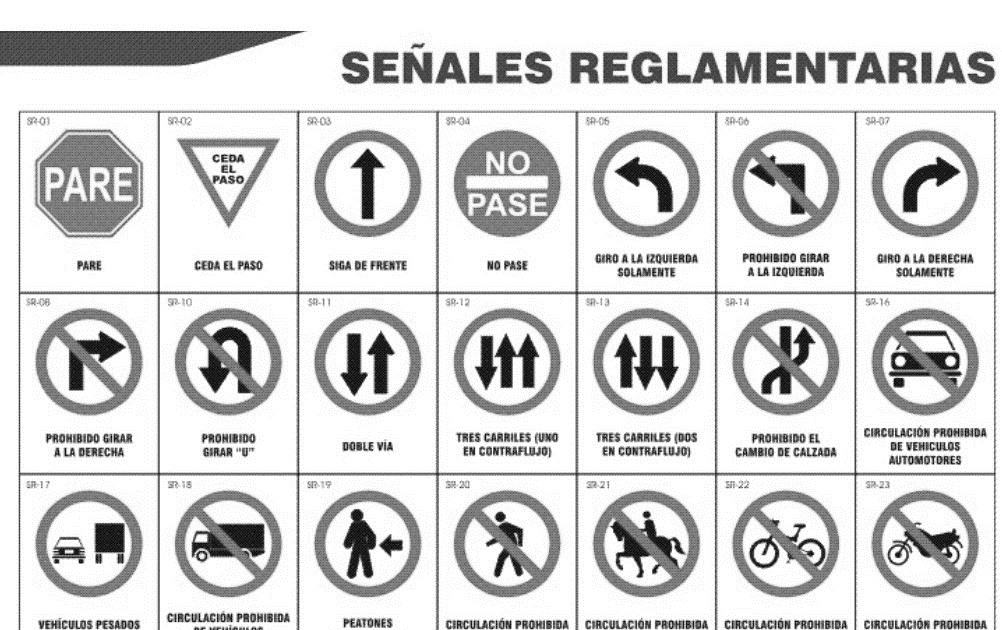 SEÑALES REGLAMENTARIAS
SR-01
SR-02
SR-03
SR-04
SR-05
SR-06
SR-07
PARE
CEDA
EL
PASO
NO
PASE
PARE
CEDA EL PASO
SIGA DE FRENTE
NO PASE
GIRO A LA IZQUIERDA
SOLAMENTE
PROHIBIDO GIRAR
A LA IZQUIERDA
GIRO A LA DERECHA
SOLAMENTE
SR-08
SR-10
SR-11
SR-12
SR-13
SR-14
SR-16
PROHIBIDO GIRAR
A LA DERECHA
PROHIBIDO
GIRAR "U"
DOBLE VÍA
TRES CARRILES (UNO
EN CONTRAFLUJO)
TRES CARRILES (DOS
EN CONTRAFLUJO)
PROHIBIDO EL
CAMBIO DE CALZADA
CIRCULACIÓN PROHIBIDA
DE VEHICULOS
AUTOMOTORES
SR-17
SR-18
SR-19
SR-20
SR-21
SR-22
SR-23
VEHÍCULOS PESADOS
CIRCULACIÓN PROHIBIDA
DE VEHÍCULOS
PEATONES
CIRCULACIÓN PROHIBIDA
CIRCULACIÓN PROHIBIDA
CIRCULACIÓN PROHIBIDA
CIRCULACIÓN PROHIBIDA